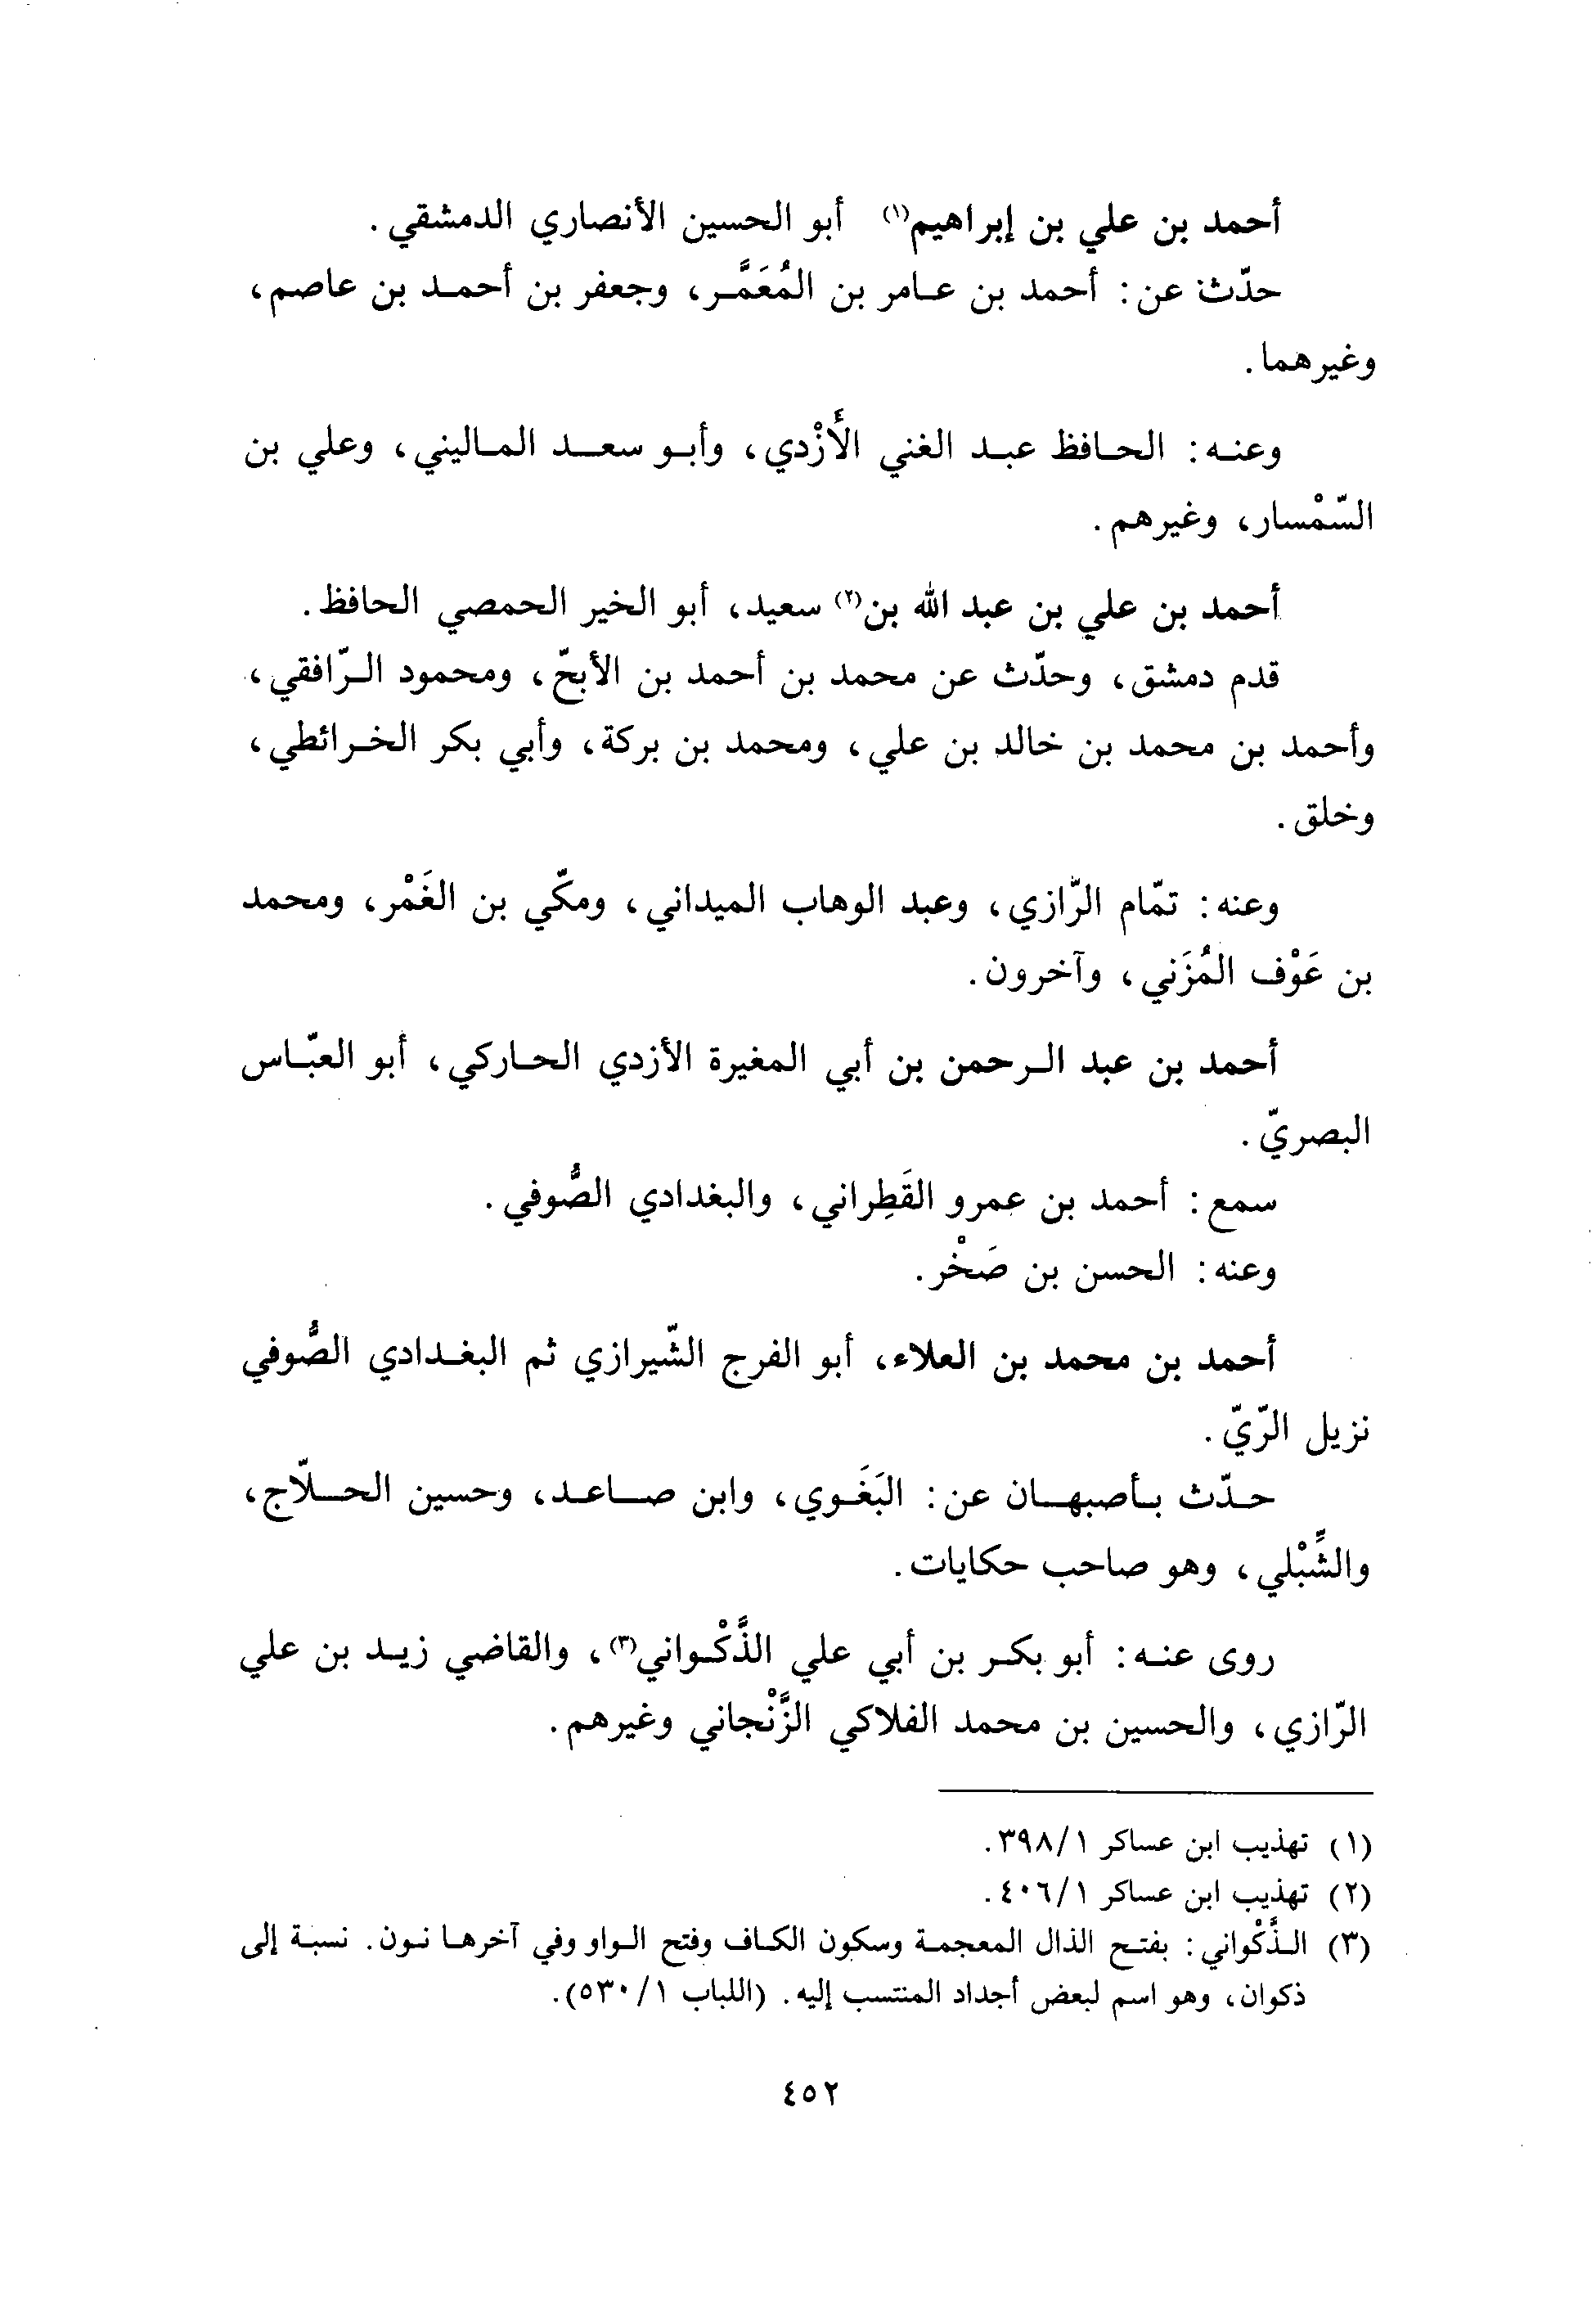 أحمد بن علي بن إبراهيم(١) أبو الحسين الأنصاري الدمشقي.
حدّث عن: أحمد بن عامر بن المُعَمَّر، وجعفر بن أحمد بن عاصم،
وغيرهما.
وعنه: الحافظ عبد الغني الأَزْدي، وأبو سعد الماليني، وعلي بن
السّمْسار، وغيرهم.
أحمد بن علي بن عبد الله بن(٢) سعيد، أبو الخير الحمصي الحافظ.
قدم دمشق، وحدّث عن محمد بن أحمد بن الأبحّ، ومحمود الرّافقي،
وأحمد بن محمد بن خالد بن علي، ومحمد بن بركة، وأبي بكر الخرائطي،
وخلق.
وعنه: تمّام الرّازي، وعبد الوهاب الميداني، ومكّي بن الغَمْر، ومحمد
بن عَوْف المُزَني، وآخرون.
أحمد بن عبد الرحمن بن أبي المغيرة الأزدي الحاركي، أبو العبّاس
البصريّ.
سمع: أحمد بن عمرو القَطِراني، والبغدادي الصُّوفي.
وعنه: الحسن بن صَخْر.
أحمد بن محمد بن العلاء، أبو الفرج الشّيرازي ثم البغدادي الصُّوفي
نزيل الرّيّ.
حدّث بأصبهان عن: البَغَوي، وابن صاعد، وحسين الحلّاج،
والشِّبْلي، وهو صاحب حكايات.
روى عنه: أبو بكر بن أبي علي الذَّكْواني(٣)، والقاضي زيد بن علي
الرّازي، والحسين بن محمد الفلاكي الزَّنْجاني وغيرهم.
(١) تهذيب ابن عساكر ٣٩٨/١.
(٢) تهذيب ابن عساكر ٤٠٦/١.
(٣) الذَّكْواني: بفتح الذال المعجمة وسكون الكاف وفتح الواو وفي آخرها نون. نسبة إلى
ذكوان، وهو اسم لبعض أجداد المنتسب إليه. (اللباب ٥٣٠/١).
٤٥٢